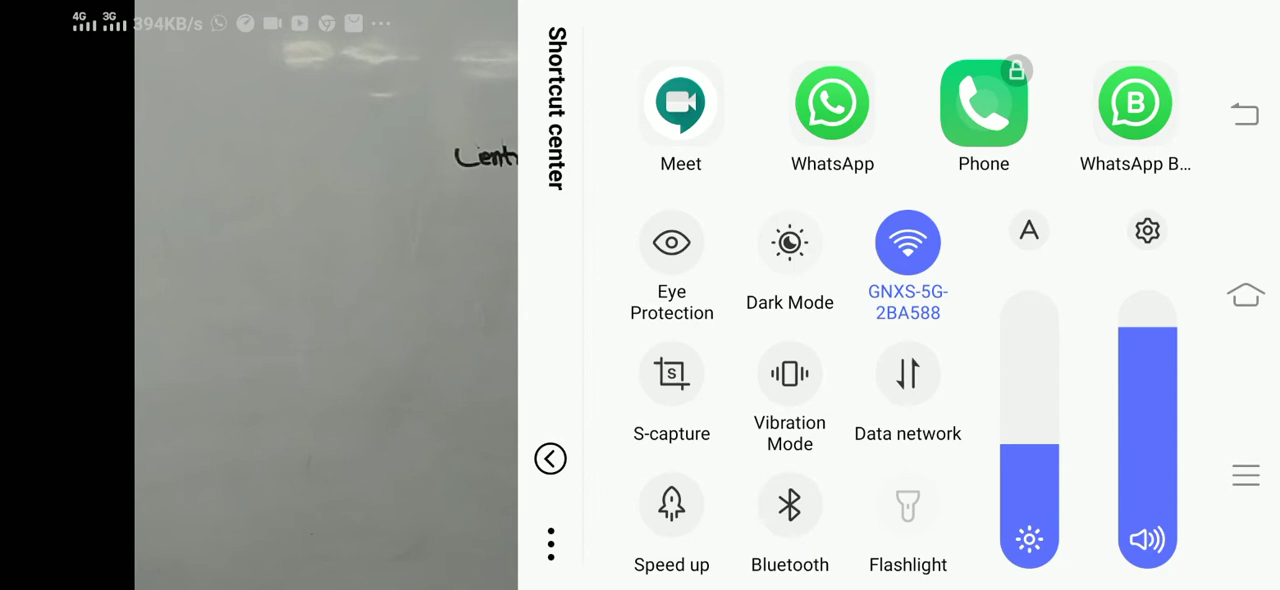 4G 3G 394KB/s
Shortcut center
Meet
WhatsApp
Phone
WhatsApp B...
B
Eye
Protection
Dark Mode
GNXS-5G-
2BA588
A
S-capture
S
Vibration
Mode
Data network
Speed up
Bluetooth
Flashlight